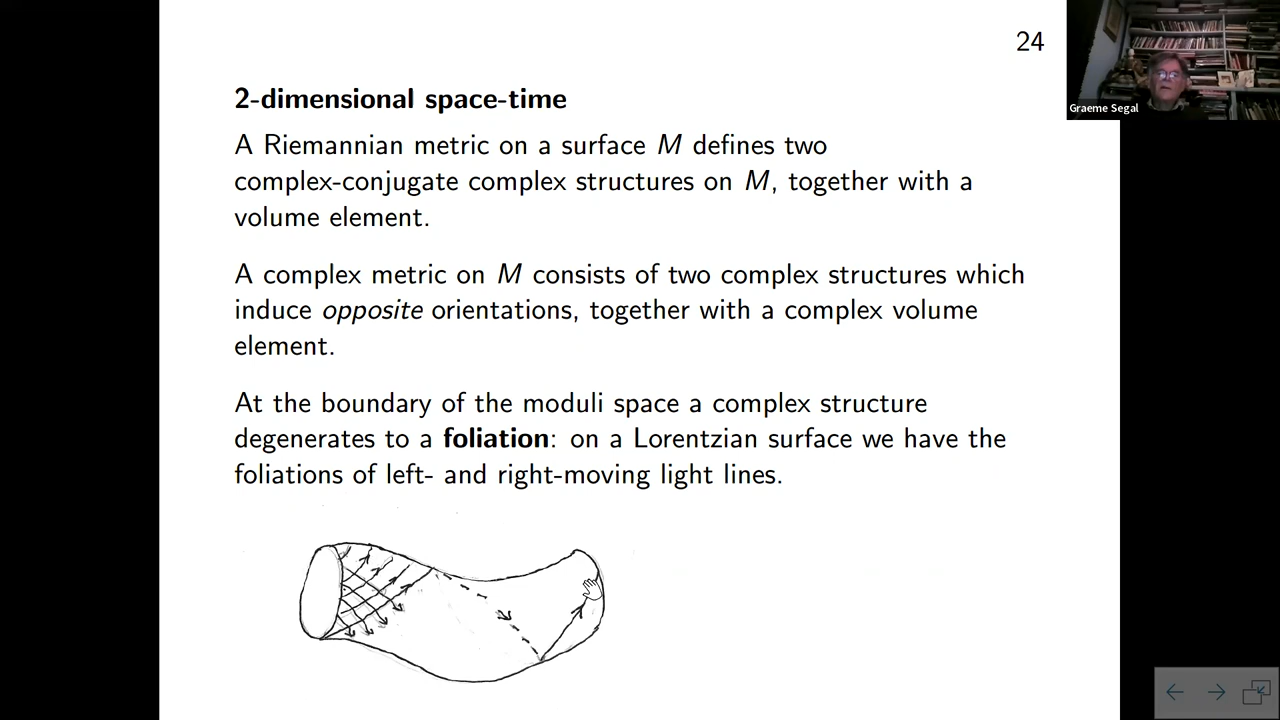 24
Graeme Segal
2-dimensional space-time
A Riemannian metric on a surface M defines two
complex-conjugate complex structures on M, together with a
volume element.
A complex metric on M consists of two complex structures which
induce opposite orientations, together with a complex volume
element.
At the boundary of the moduli space a complex structure
degenerates to a foliation: on a Lorentzian surface we have the
foliations of left- and right-moving light lines.